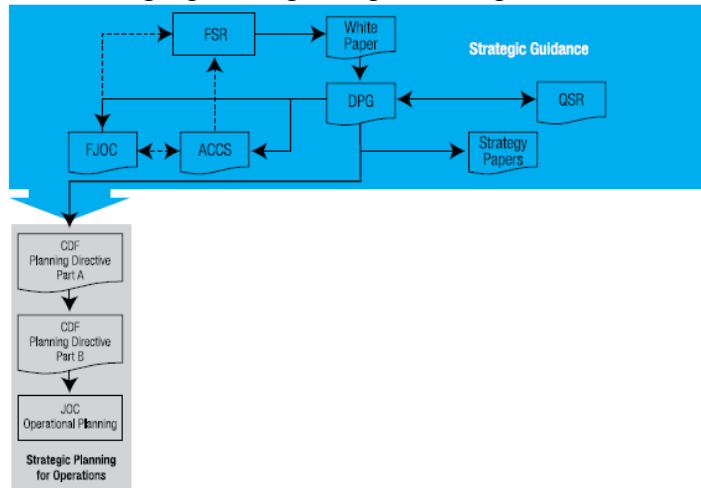 FSR
White
Paper
Strategic Guidance
DPG
QSR
FJOC
ACCS
Strategy
Papers
CDF
Planning Directive
Part A
CDF
Planning Directive
Part B
JOC
Operational Planning
Strategic Planning
for Operations